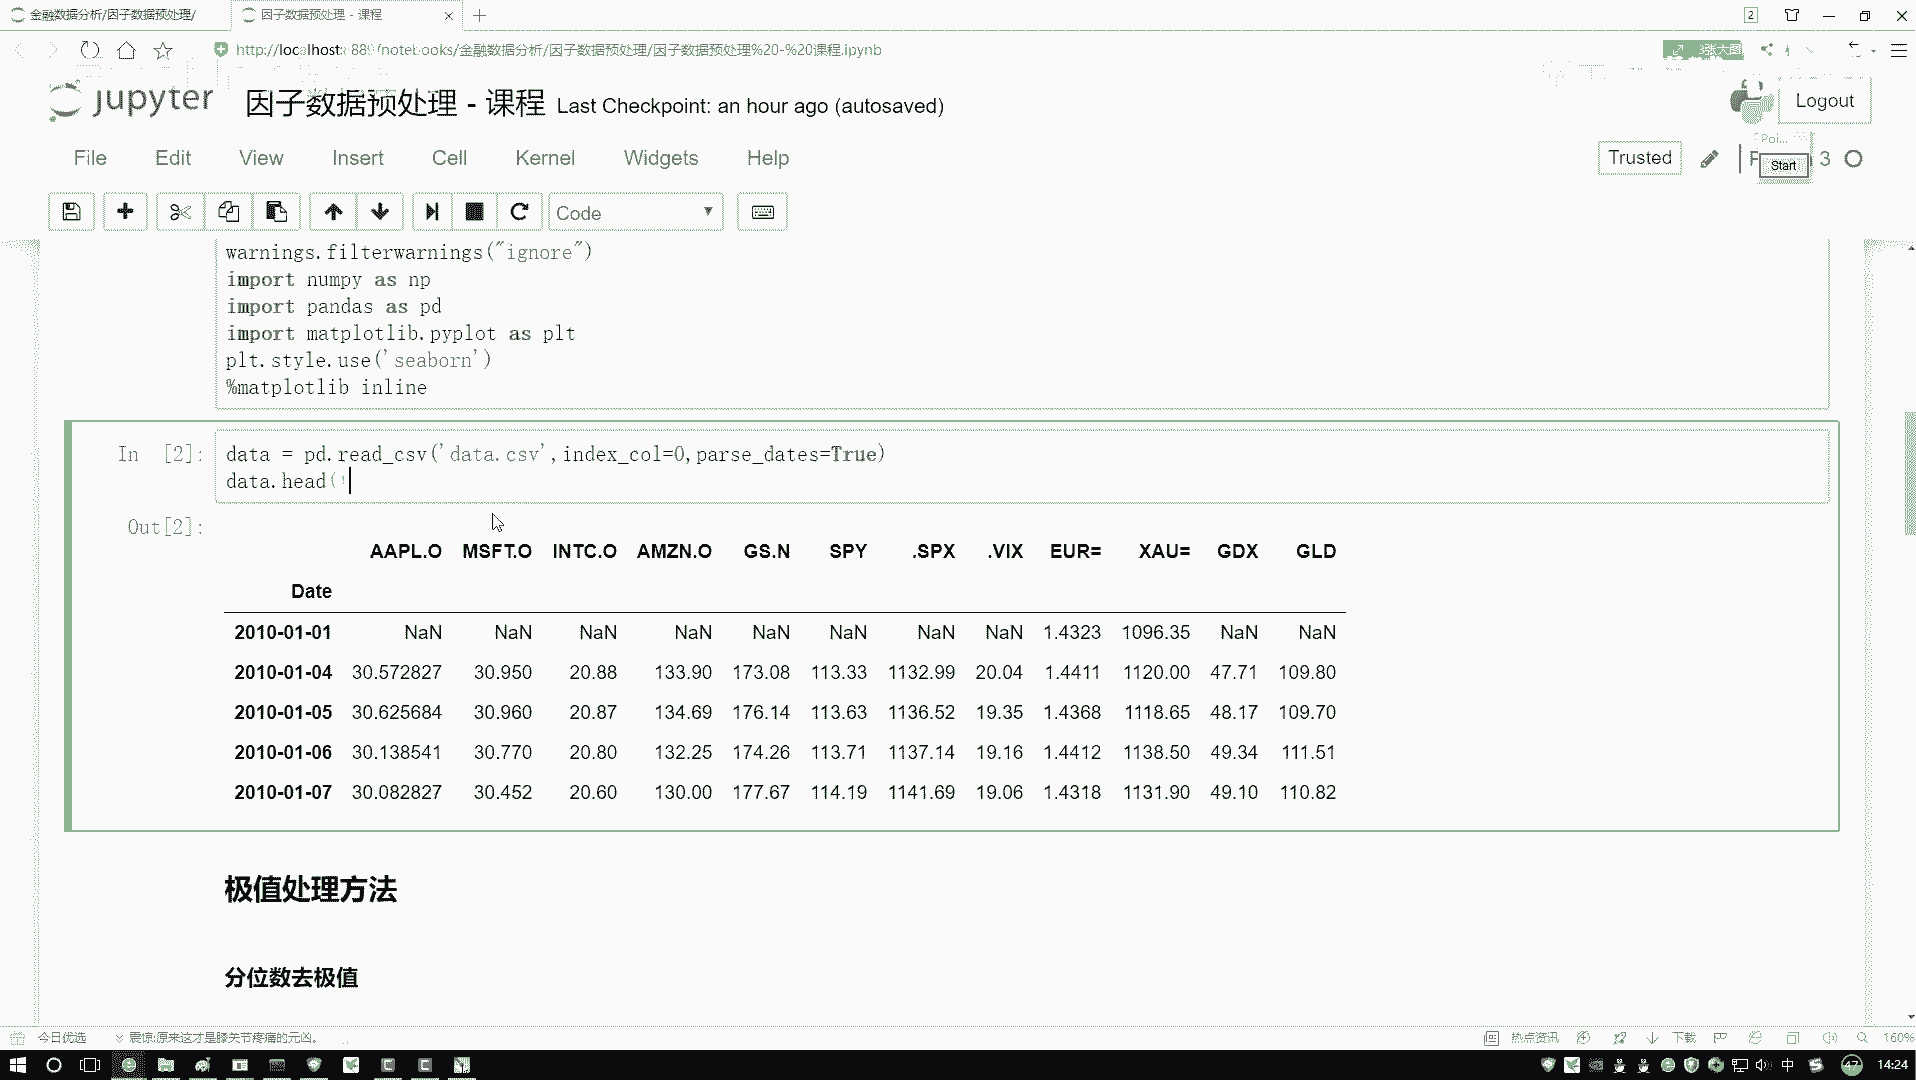 金融数据分析/因子数据预处理/
因子数据预处理 - 课程
2
http://localhost:889/notebooks/金融数据分析/因子数据预处理/因子数据预处理%20-%20课程.ipynb
3张大图
jupyter 因子数据预处理 - 课程 Last Checkpoint: an hour ago (autosaved)
Logout
File Edit View Insert Cell Kernel Widgets Help
Trusted
3
Start
Code
warnings.filterwarnings("ignore")
import numpy as np
import pandas as pd
import matplotlib.pyplot as plt
plt.style.use('seaborn')
%matplotlib inline
In [2]: data = pd.read_csv('data.csv',index_col=0,parse_dates=True)
data.head(
Out[2]:
AAPL.O MSFT.O INTC.O AMZN.O GS.N SPY .SPX .VIX EUR= XAU= GDX GLD
Date
2010-01-01 NaN NaN NaN NaN NaN NaN NaN NaN 1.4323 1096.35 NaN NaN
2010-01-04 30.572827 30.950 20.88 133.90 173.08 113.33 1132.99 20.04 1.4411 1120.00 47.71 109.80
2010-01-05 30.625684 30.960 20.87 134.69 176.14 113.63 1136.52 19.35 1.4368 1118.65 48.17 109.70
2010-01-06 30.138541 30.770 20.80 132.25 174.26 113.71 1137.14 19.16 1.4412 1138.50 49.34 111.51
2010-01-07 30.082827 30.452 20.60 130.00 177.67 114.19 1141.69 19.06 1.4318 1131.90 49.10 110.82
极值处理方法
分位数去极值
今日优选
震惊:原来这才是膝关节疼痛的元凶。
热点资讯
下载
160%
中
47
14:24